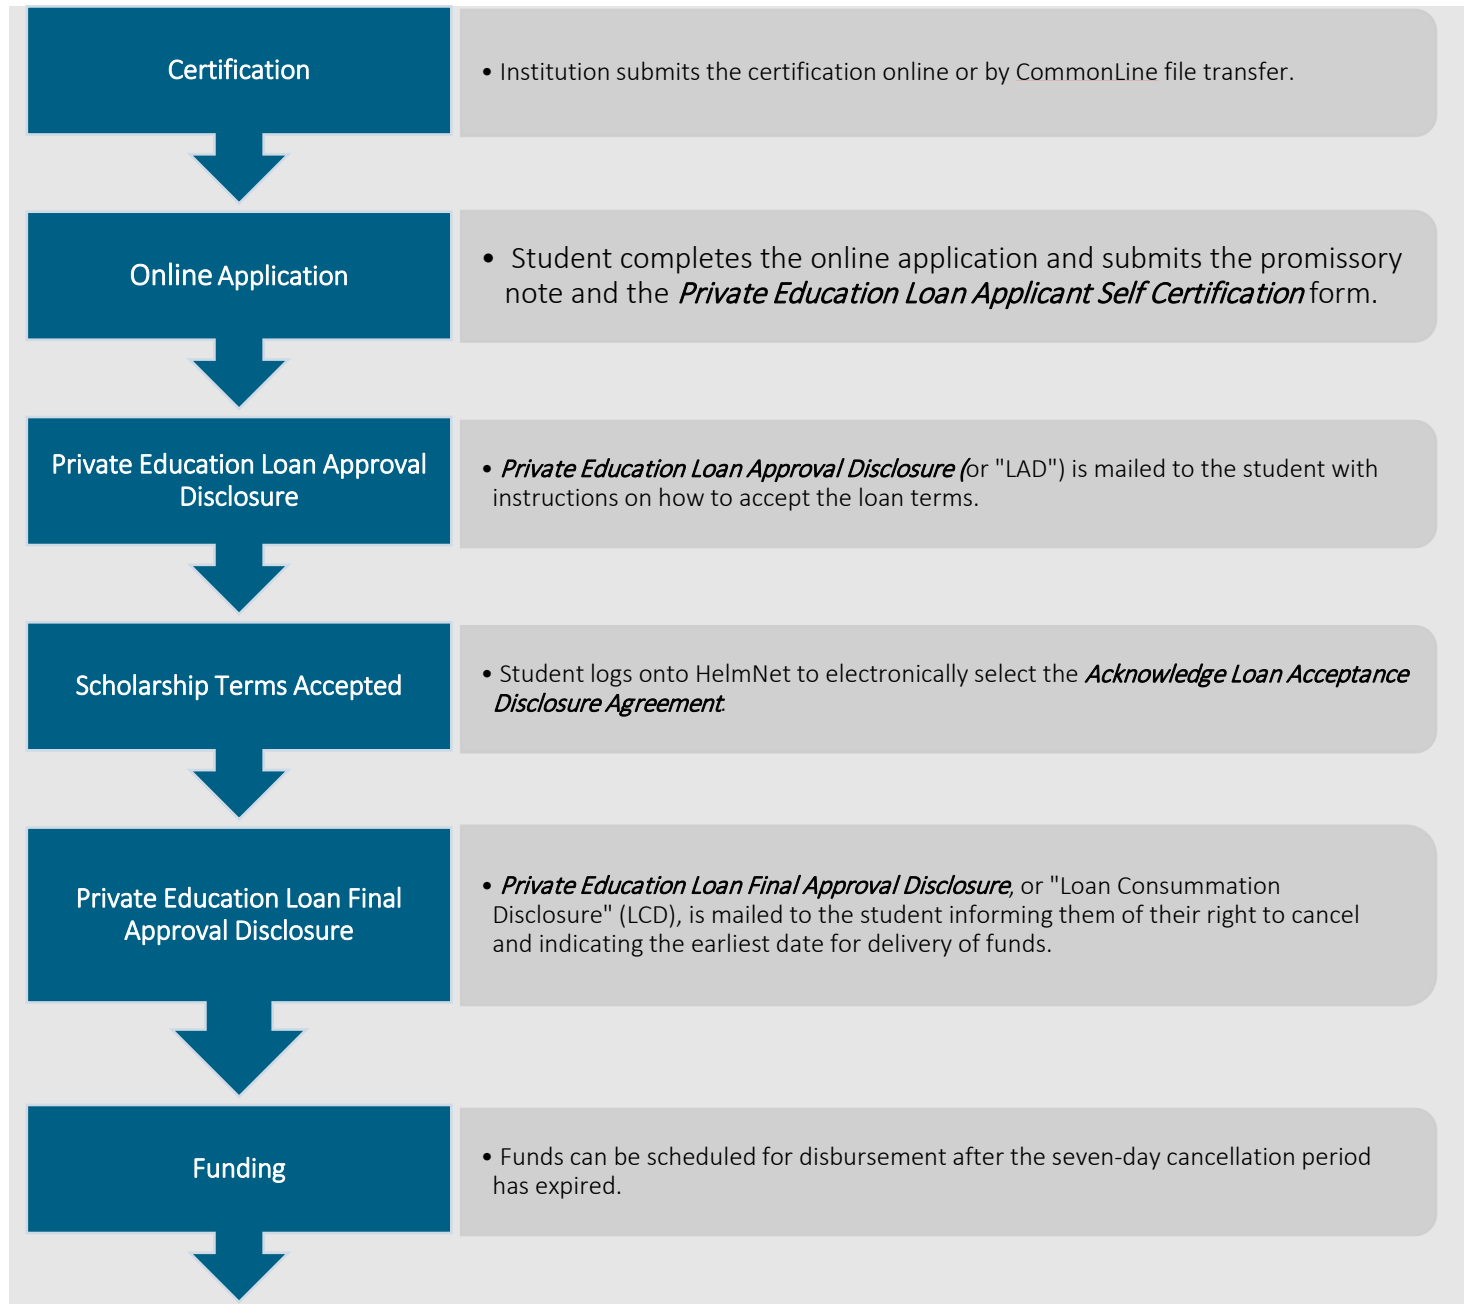 Certification
• Institution submits the certification online or by CommonLine file transfer.
Online Application
• Student completes the online application and submits the promissory
note and the Private Education Loan Applicant Self Certification form.
Private Education Loan Approval
Disclosure
• Private Education Loan Approval Disclosure (or "LAD") is mailed to the student with
instructions on how to accept the loan terms.
Scholarship Terms Accepted
• Student logs onto HelmNet to electronically select the Acknowledge Loan Acceptance
Disclosure Agreement.
Private Education Loan Final
Approval Disclosure
• Private Education Loan Final Approval Disclosure, or "Loan Consummation
Disclosure" (LCD), is mailed to the student informing them of their right to cancel
and indicating the earliest date for delivery of funds.
Funding
• Funds can be scheduled for disbursement after the seven-day cancellation period
has expired.